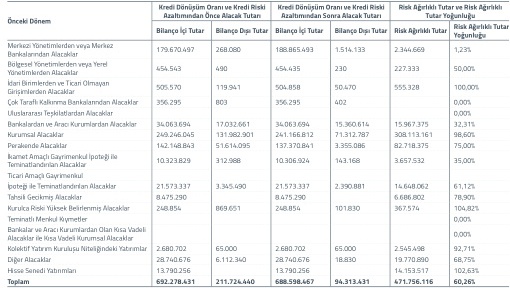 Önceki Dönem
Kredi Dönüşüm Oranı ve Kredi Riski Azaltımından Önce Alacak Tutarı
Kredi Dönüşüm Oranı ve Kredi Riski Azaltımından Sonra Alacak Tutarı
Risk Ağırlıklı Tutar ve Risk Ağırlıklı Tutar Yoğunluğu
Bilanço İçi Tutar Bilanço Dışı Tutar Bilanço İçi Tutar Bilanço Dışı Tutar Risk Ağırlıklı Tutar Risk Ağırlıklı Tutar Yoğunluğu
Merkezi Yönetimlerden veya Merkez
Bankalarından Alacaklar 179.670.497 268.080 188.865.493 1.514.133 2.344.669 1,23%
Bölgesel Yönetimlerden veya Yerel
Yönetimlerden Alacaklar 454.543 490 454.435 230 227.333 50,00%
İdari Birimlerden ve Ticari Olmayan
Girişimlerden Alacaklar 505.570 119.941 504.858 50.470 555.328 100,00%
Çok Taraflı Kalkınma Bankalarından Alacaklar 356.295 803 356.295 402 0,00%
Uluslararası Teşkilatlardan Alacaklar 0,00%
Bankalardan ve Aracı Kurumlardan Alacaklar 34.063.694 17.032.661 34.063.694 15.360.614 15.967.375 32,31%
Kurumsal Alacaklar 249.246.045 131.982.901 241.166.812 71.312.787 308.113.161 98,60%
Perakende Alacaklar 142.148.843 51.614.095 137.370.841 3.355.086 82.718.375 75,00%
İkamet Amaçlı Gayrimenkul İpoteği ile
Teminatlandırılan Alacaklar 10.323.829 312.988 10.306.924 143.168 3.657.532 35,00%
Ticari Amaçlı Gayrimenkul
İpoteği ile Teminatlandırılan Alacaklar 21.573.337 3.345.490 21.573.337 2.390.881 14.648.062 61,12%
Tahsili Gecikmiş Alacaklar 8.475.290 8.475.290 6.686.802 78,90%
Kurulca Riski Yüksek Belirlenmiş Alacaklar 248.854 869.651 248.854 101.830 367.574 104,82%
Teminatlı Menkul Kıymetler 0,00%
Bankalar ve Aracı Kurumlardan Olan Kısa Vadeli
Alacaklar ile Kısa Vadeli Kurumsal Alacaklar 0,00%
Kolektif Yatırım Kuruluşu Niteliğindeki Yatırımlar 2.680.702 65.000 2.680.702 65.000 2.545.498 92,71%
Diğer Alacaklar 28.740.676 6.112.340 28.740.676 18.830 19.770.890 68,75%
Hisse Senedi Yatırımları 13.790.256 13.790.256 14.153.517 102,63%
Toplam 692.278.431 211.724.440 688.598.467 94.313.431 471.756.116 60,26%